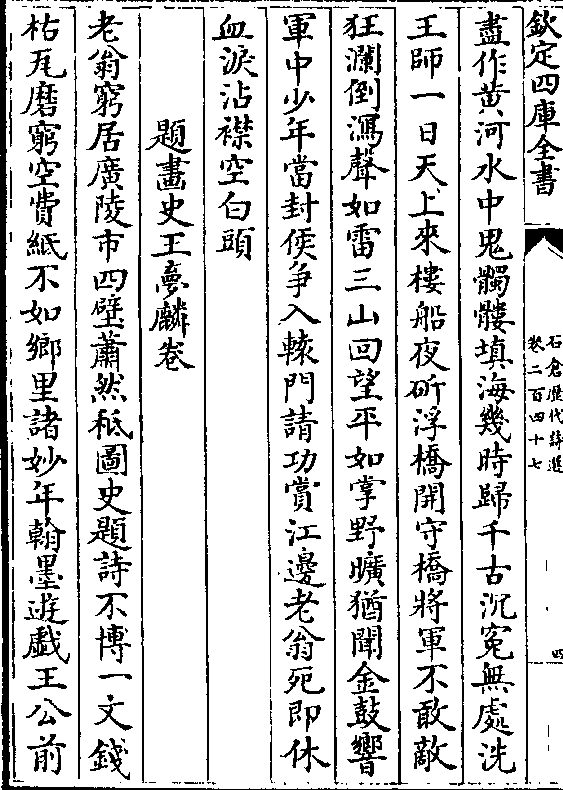 欽定四庫全書
石倉歷代詩選
卷二百四十七
四
盡作黄河水中鬼髑髏填海幾時歸千古沉寃無處洗
王師一日天上來樓船夜斫浮橋開守橋將軍不敢敵
狂瀾倒瀉聲如雷三山回望平如掌野曠猶聞金鼓響
軍中少年當封侯争入轅門請功賞江邊老翁死即休
血淚沾襟空白頭
題畫史王夢麟卷
老翁窮居廣陵市四壁蕭然秪圖史題詩不博一文錢
枯瓦磨窮空費紙不如鄉里諸妙年翰墨遊戲王公前